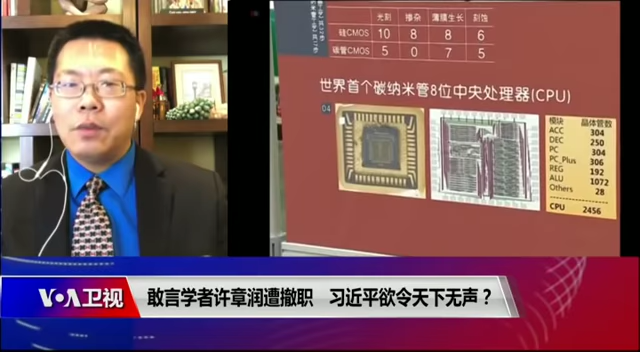 光刻 掺杂 薄膜生长 刻蚀
硅CMOS 10 8 8 6
碳管CMOS 5 0 7 5
世界首个碳纳米管8位中央处理器(CPU)
04
模块 晶体管数
ACC 304
DEC 250
PC 304
PC_Plus 306
REG 192
ALU 1072
Others 28
CPU 2456
VOA卫视
敢言学者许章润遭撤职 习近平欲令天下无声？